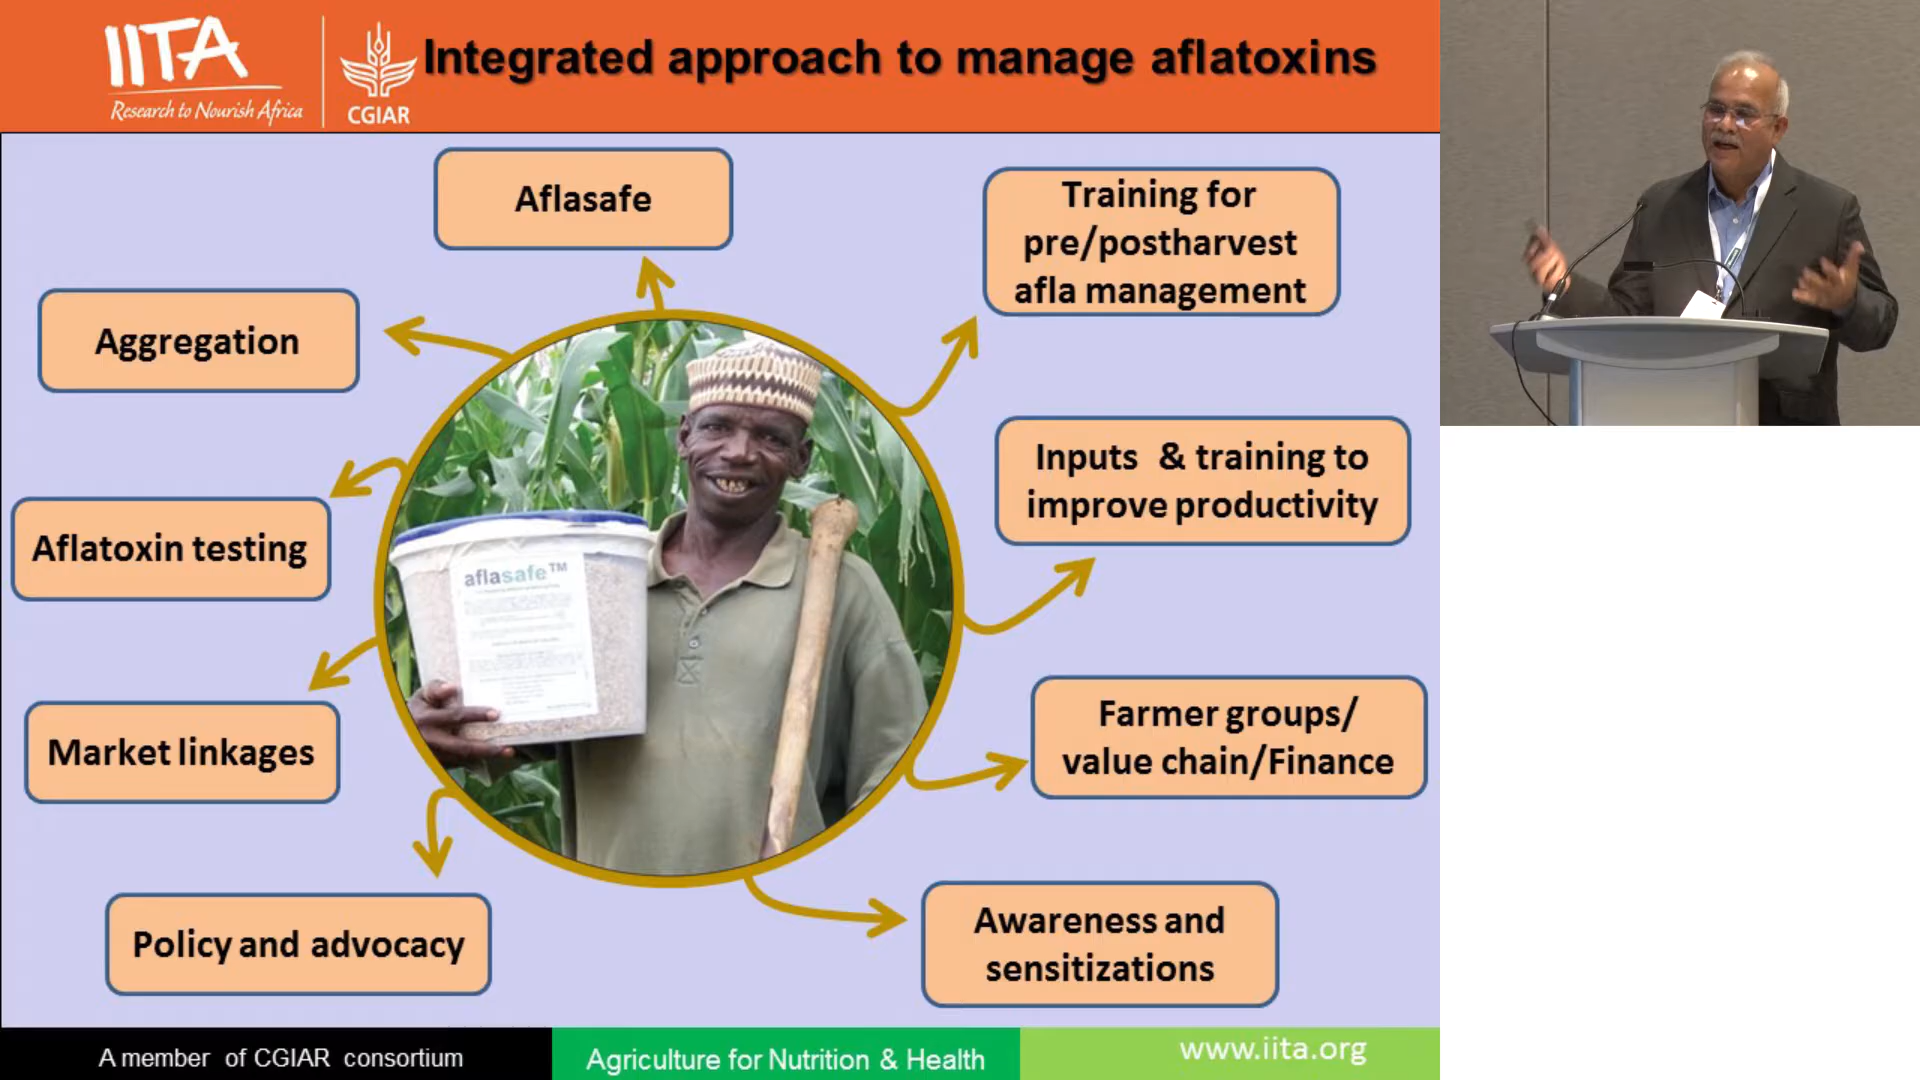 IITA
Research to Nourish Africa
CGIAR
Integrated approach to manage aflatoxins
Aflasafe
Training for
pre/postharvest
afla management
Aggregation
Inputs & training to
improve productivity
Aflatoxin testing
aflasafe™
Farmer groups/
value chain/Finance
Market linkages
Policy and advocacy
Awareness and
sensitizations
A member of CGIAR consortium
Agriculture for Nutrition & Health
www.iita.org